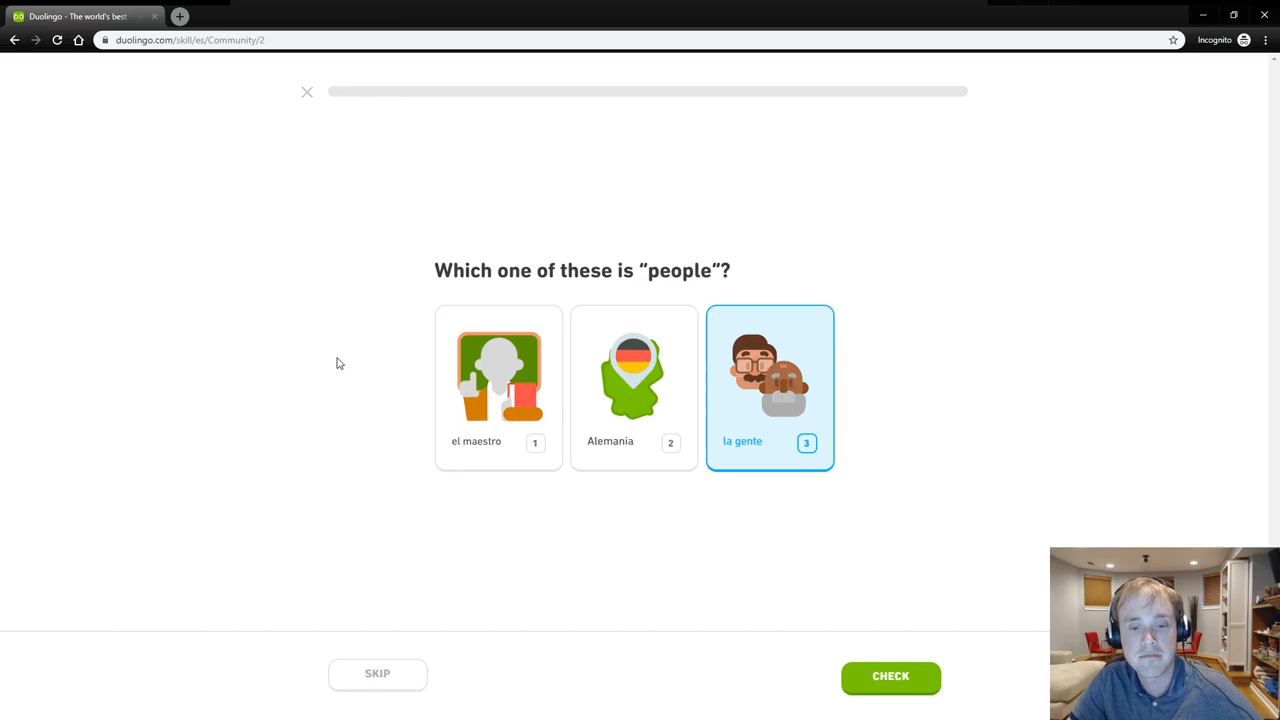 Duolingo - The world's best -
duolingo.com/skill/es/Community/2
Incognito
Which one of these is "people"?
el maestro 1
Alemania 2
la gente 3
SKIP
CHECK